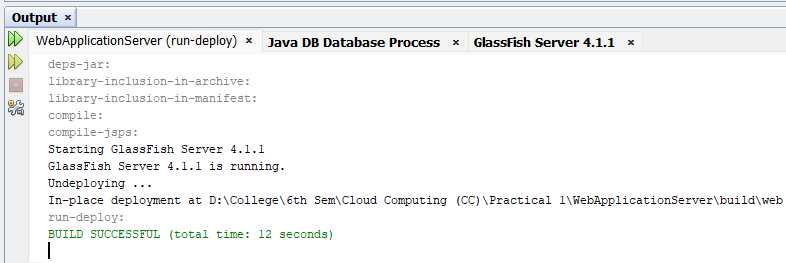 Output ×
WebApplicationServer (run-deploy) × Java DB Database Process × GlassFish Server 4.1.1 ×
deps-jar:
library-inclusion-in-archive:
library-inclusion-in-manifest:
compile:
compile-jsps:
Starting GlassFish Server 4.1.1
GlassFish Server 4.1.1 is running.
Undeploying ...
In-place deployment at D:\College\6th Sem\Cloud Computing (CC)\Practical 1\WebApplicationServer\build\web
run-deploy:
BUILD SUCCESSFUL (total time: 12 seconds)